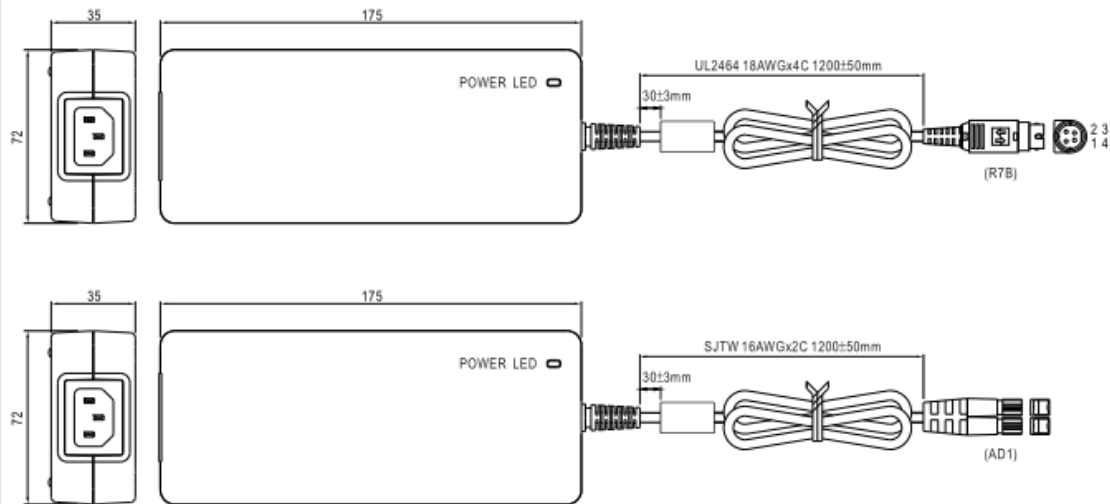 35
175
72
POWER LED
UL2464 18AWGx4C 1200±50mm
30±3mm
2 3
1 4
(R7B)
35
175
72
POWER LED
SJTW 16AWGx2C 1200±50mm
30±3mm
(AD1)